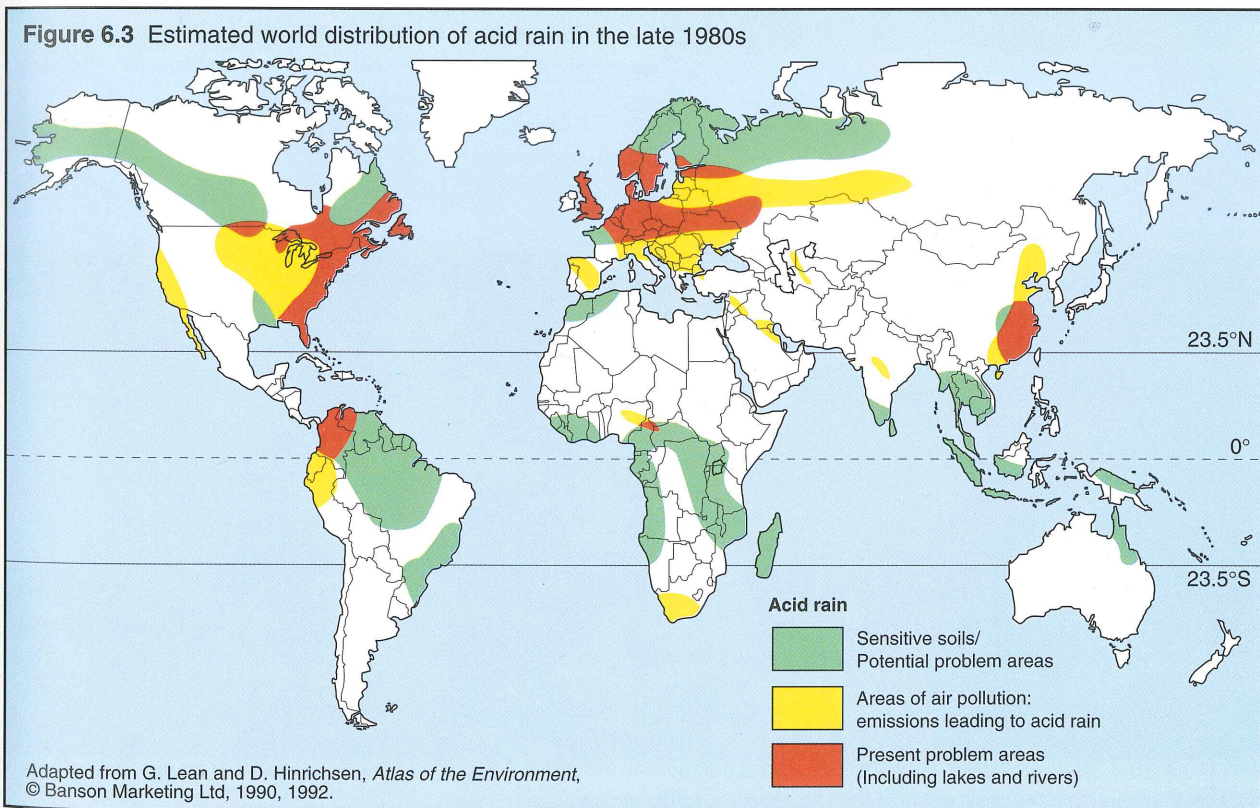 Figure 6.3 Estimated world distribution of acid rain in the late 1980s
23.5°N
0°
23.5°S
Acid rain
Sensitive soils/
Potential problem areas
Areas of air pollution:
emissions leading to acid rain
Present problem areas
(Including lakes and rivers)
Adapted from G. Lean and D. Hinrichsen, Atlas of the Environment,
© Banson Marketing Ltd, 1990, 1992.